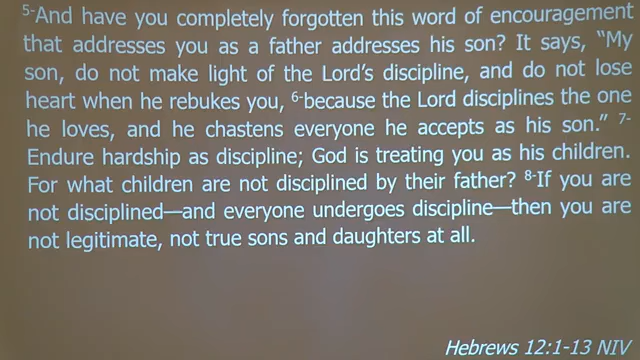 5-And have you completely forgotten this word of encouragement
that addresses you as a father addresses his son? It says, “My
son, do not make light of the Lord’s discipline, and do not lose
heart when he rebukes you, 6-because the Lord disciplines the one
he loves, and he chastens everyone he accepts as his son.” 7-
Endure hardship as discipline; God is treating you as his children.
For what children are not disciplined by their father? 8-If you are
not disciplined—and everyone undergoes discipline—then you are
not legitimate, not true sons and daughters at all.
Hebrews 12:1-13 NIV